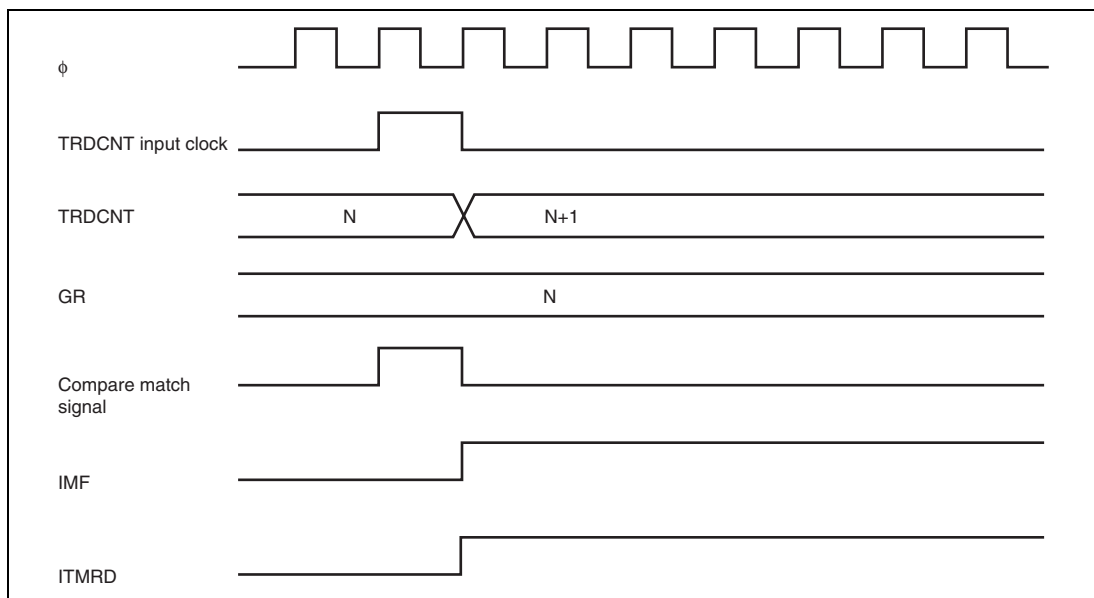 ϕ
TRDCNT input clock
TRDCNT
N
N+1
GR
N
Compare match
signal
IMF
ITMRD